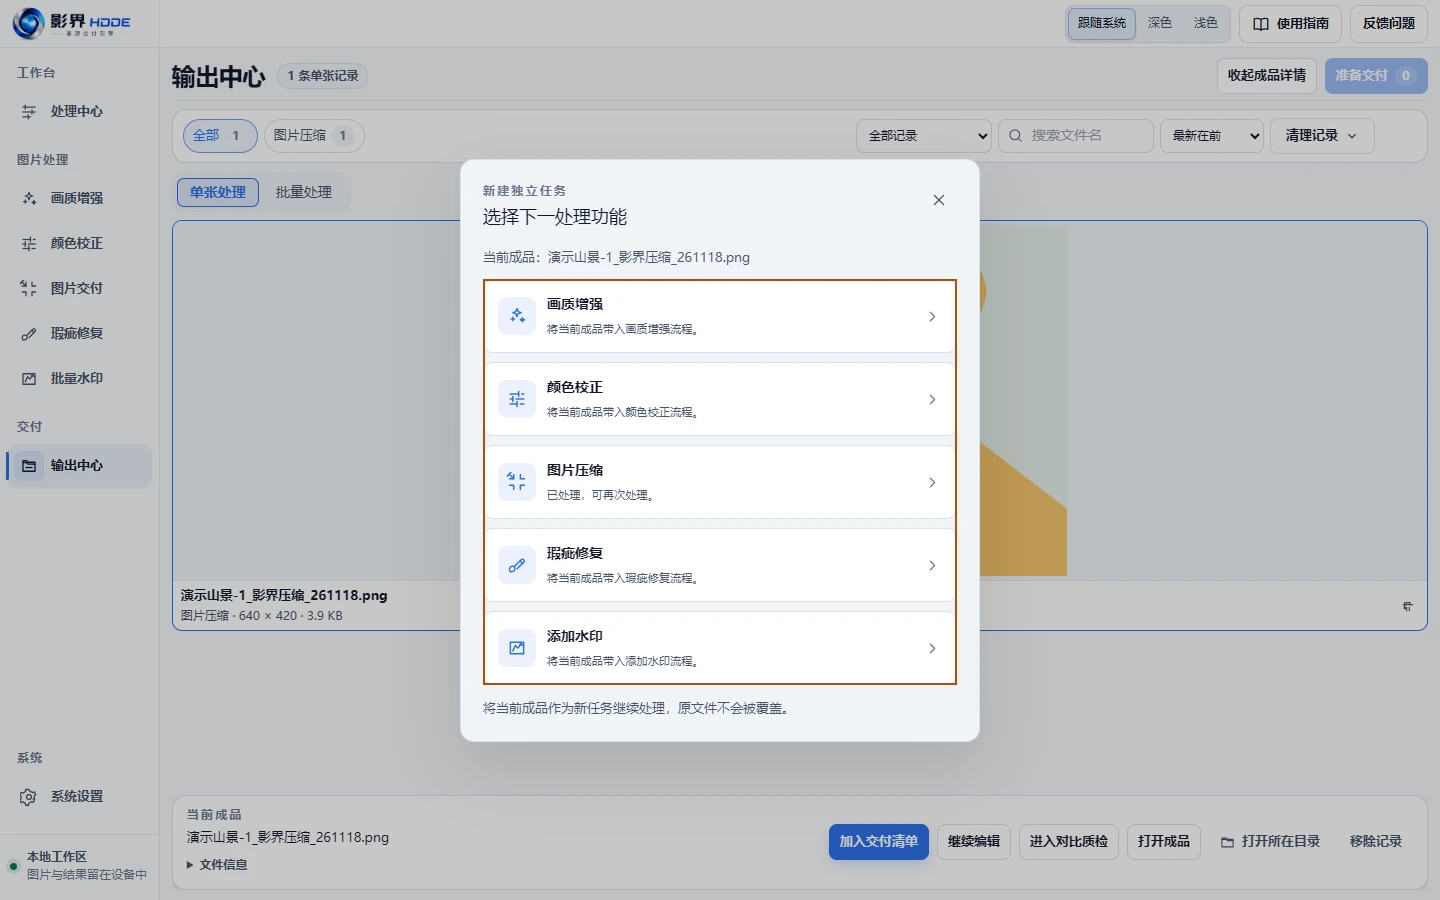 影界 HDDE
高清交付引擎
跟随系统
深色
浅色
使用指南
反馈问题
工作台
处理中心
图片处理
画质增强
颜色校正
图片交付
瑕疵修复
批量水印
交付
输出中心
系统
系统设置
本地工作区
图片与结果留在设备中
输出中心
1 条单张记录
收起成品详情
准备交付 0
全部 1
图片压缩 1
全部记录
搜索文件名
最新在前
清理记录
单张处理
批量处理
新建独立任务
选择下一处理功能
当前成品：演示山景-1_影界压缩_261118.png
画质增强
将当前成品带入画质增强流程。
颜色校正
将当前成品带入颜色校正流程。
图片压缩
已处理，可再次处理。
瑕疵修复
将当前成品带入瑕疵修复流程。
添加水印
将当前成品带入添加水印流程。
将当前成品作为新任务继续处理，原文件不会被覆盖。
演示山景-1_影界压缩_261118.png
图片压缩 · 640 × 420 · 3.9 KB
当前成品
演示山景-1_影界压缩_261118.png
文件信息
加入交付清单
继续编辑
进入对比质检
打开成品
打开所在目录
移除记录